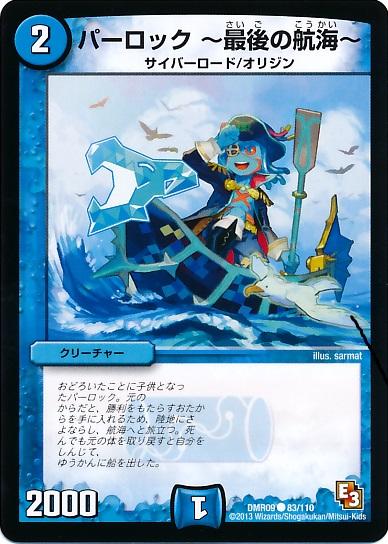 2
パーロック ～最後の航海～
さいご こうかい
サイバーロード/オリジン
illus. sarmat
クリーチャー
おどろいたことに子供となっ
たパーロック。元の
からだと、勝利をもたらすおたか
らを手に入れるため、陸地にさ
よならし、航海へと旅立つ。死
んでも元の体を取り戻すと自分を
しんじて、
ゆうかんに船を出した。
2000
1
DMR09 83/110
©2013 Wizards/Shogakukan/Mitsui-Kids
E3